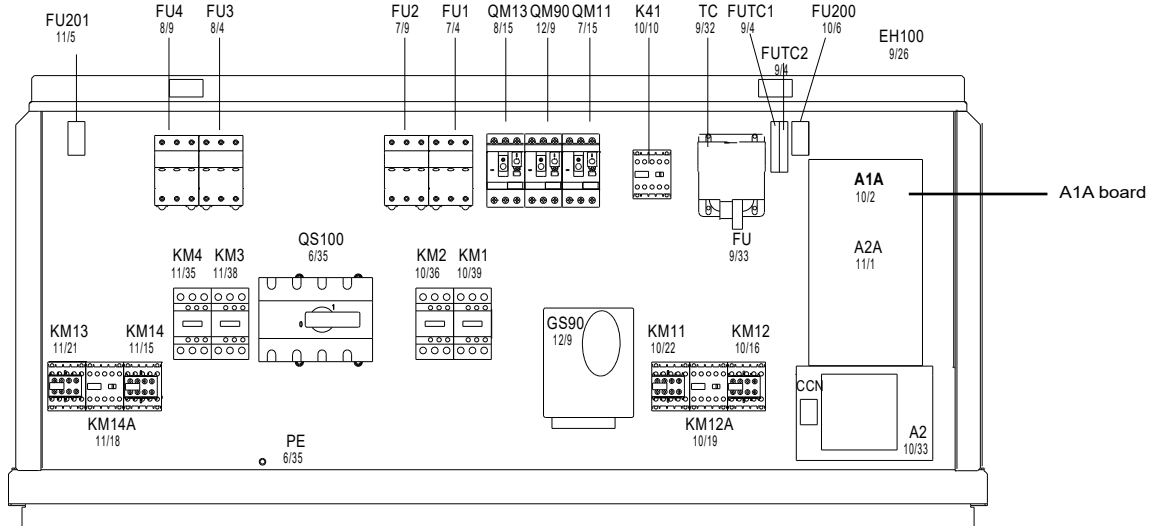 FU201
11/5
FU4
8/9
FU3
8/4
FU2
7/9
FU1
7/4
QM13
8/15
QM90
12/9
QM11
7/15
K41
10/10
TC
9/32
FUTC1
9/4
FUTC2
9/4
FU200
10/6
EH100
9/26
A1A
10/2
A1A board
A2A
11/1
FU
9/33
QS100
6/35
KM4
11/35
KM3
11/38
KM2
10/36
KM1
10/39
1
0
GS90
12/9
KM13
11/21
KM14
11/15
KM11
10/22
KM12
10/16
KM14A
11/18
KM12A
10/19
CCN
A2
10/33
PE
6/35